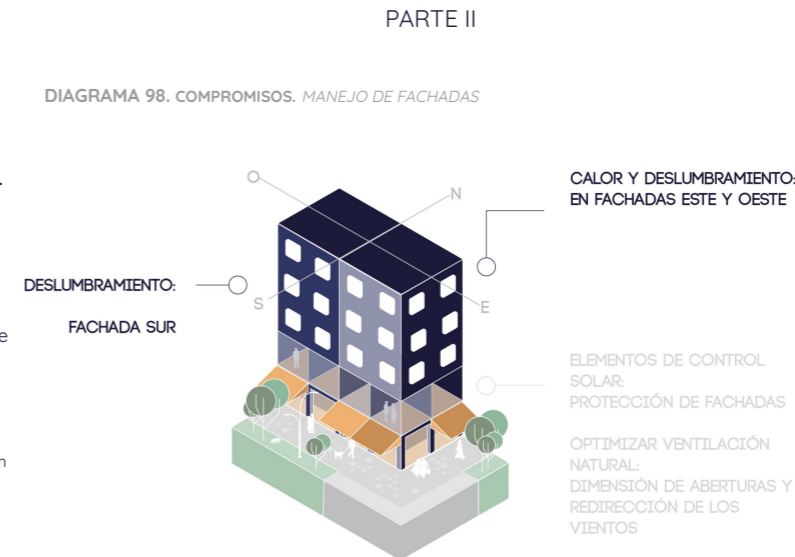 PARTE II
DIAGRAMA 98. COMPROMISOS. MANEJO DE FACHADAS
O
N
S
E
DESLUMBRAMIENTO:
FACHADA SUR
CALOR Y DESLUMBRAMIENTO:
EN FACHADAS ESTE Y OESTE
ELEMENTOS DE CONTROL
SOLAR:
PROTECCIÓN DE FACHADAS
OPTIMIZAR VENTILACIÓN
NATURAL:
DIMENSIÓN DE ABERTURAS Y
REDIRECCIÓN DE LOS
VIENTOS